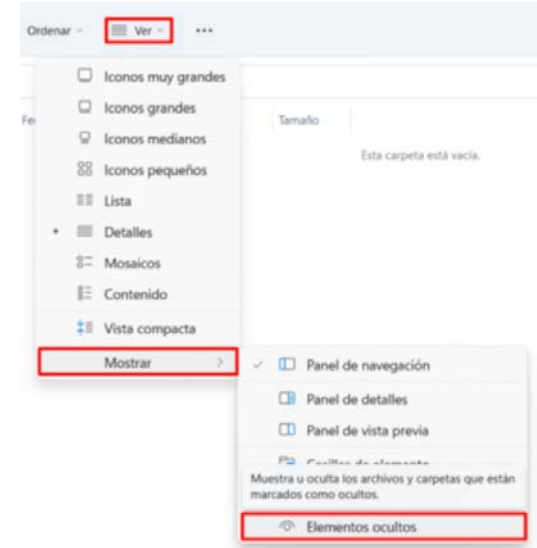 Ordenar
Ver
Iconos muy grandes
Iconos grandes
Fe
Tamaño
Iconos medianos
Esta carpeta está vacía.
Iconos pequeños
Lista
Detalles
Mosaicos
Contenido
Vista compacta
Mostrar
Panel de navegación
Panel de detalles
Panel de vista previa
Muestra u oculta los archivos y carpetas que están
marcados como ocultos.
Elementos ocultos